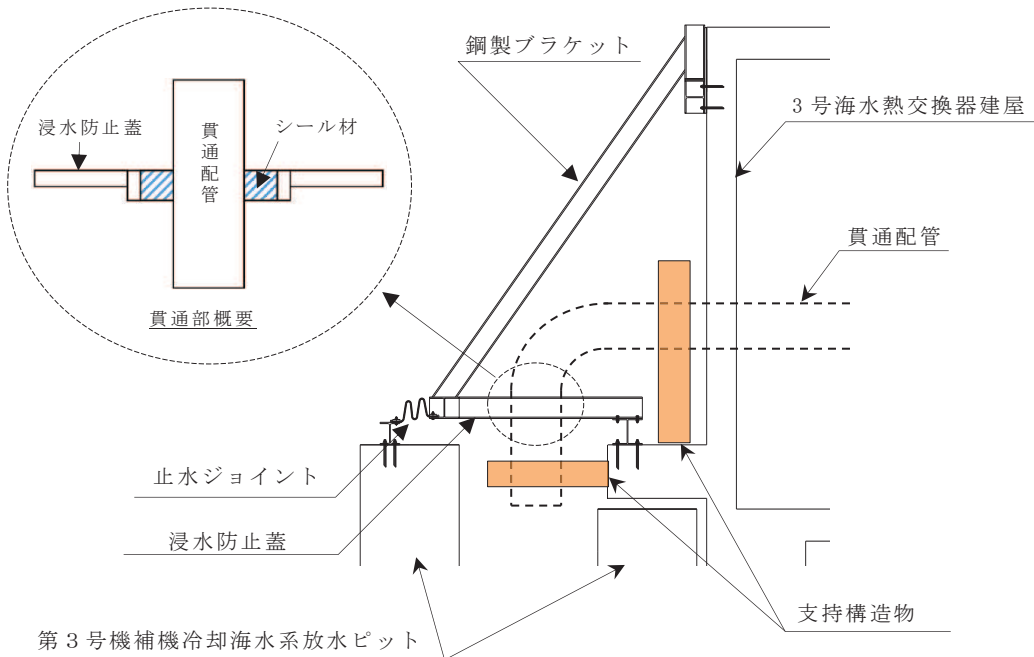 鋼製ブラケット
3号海水熱交換器建屋
浸水防止蓋
貫通配管
シール材
貫通部概要
貫通配管
止水ジョイント
浸水防止蓋
支持構造物
第3号機補機冷却海水系放水ピット